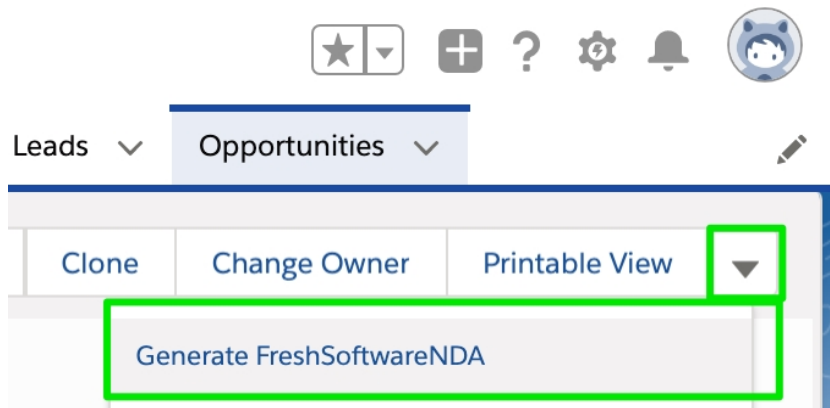 Leads
Opportunities
Clone
Change Owner
Printable View
Generate FreshSoftwareNDA